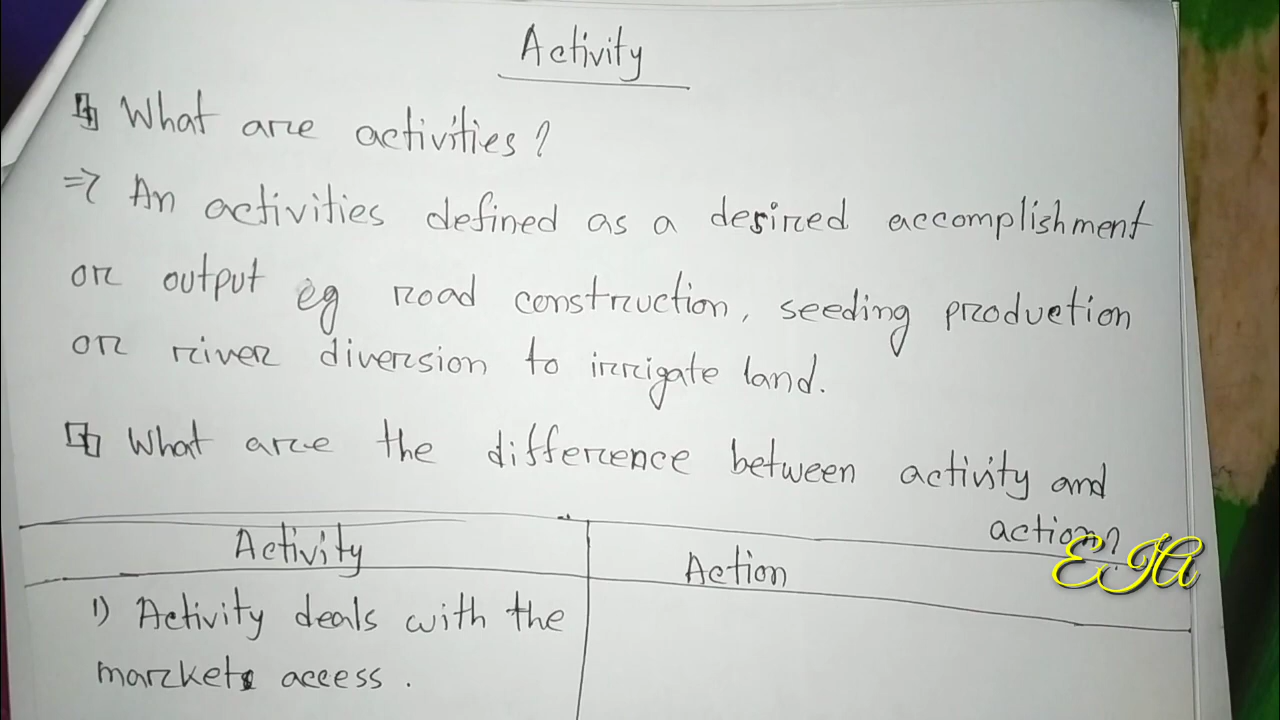 Activity
What are activities?
⇒ An activities defined as a desired accomplishment
or output eg road construction, seeding production
or river diversion to irrigate land.
What are the difference between activity and
action?
Activity
Action
1) Activity deals with the
markets access.
EJA